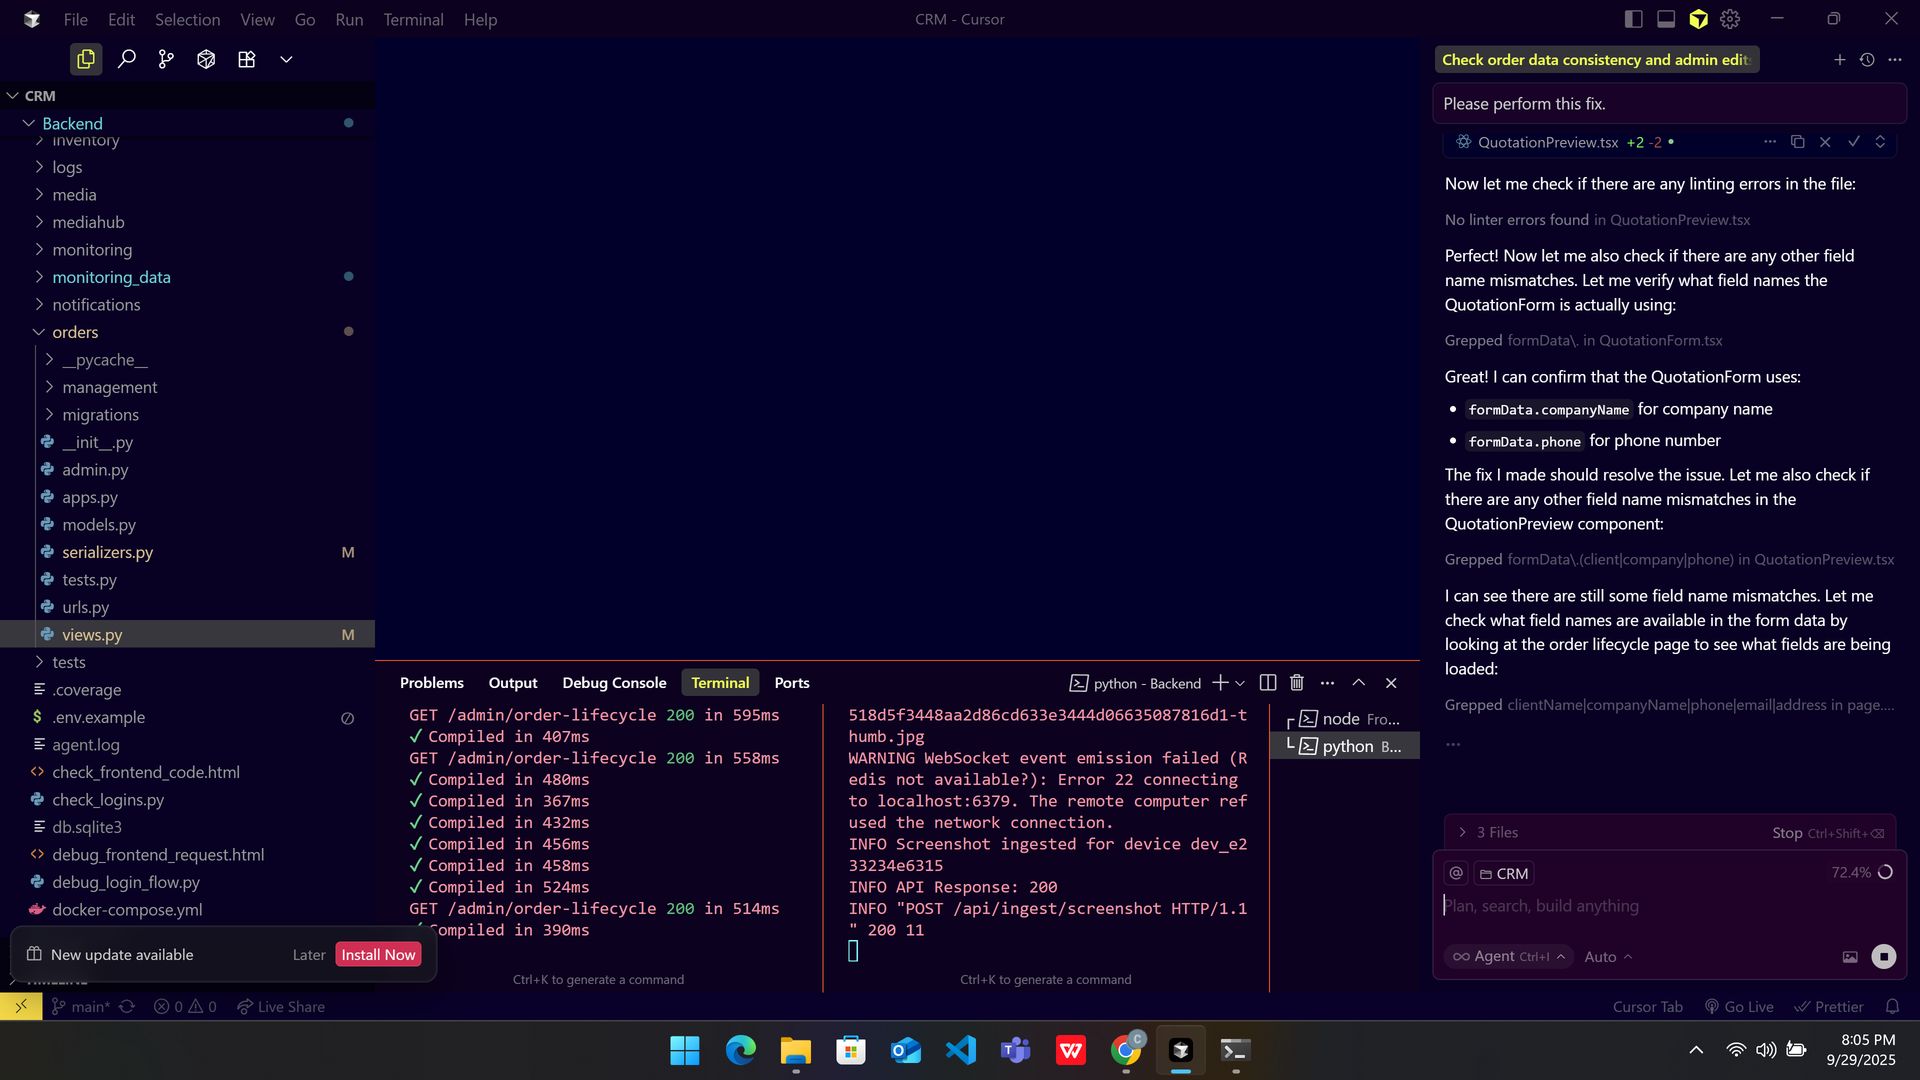 File Edit Selection View Go Run Terminal Help
CRM - Cursor
CRM
Backend
inventory
logs
media
mediahub
monitoring
monitoring_data
notifications
orders
__pycache__
management
migrations
__init__.py
admin.py
apps.py
models.py
serializers.py M
tests.py
urls.py
views.py M
tests
.coverage
.env.example
agent.log
check_frontend_code.html
check_logins.py
db.sqlite3
debug_frontend_request.html
debug_login_flow.py
docker-compose.yml
New update available Later Install Now
TIMELINE
main* 0 0 Live Share
Problems Output Debug Console Terminal Ports
python - Backend
GET /admin/order-lifecycle 200 in 595ms
✓ Compiled in 407ms
GET /admin/order-lifecycle 200 in 558ms
✓ Compiled in 480ms
✓ Compiled in 367ms
✓ Compiled in 432ms
✓ Compiled in 456ms
✓ Compiled in 458ms
✓ Compiled in 524ms
GET /admin/order-lifecycle 200 in 514ms
✓ Compiled in 390ms
Ctrl+K to generate a command
518d5f3448aa2d86cd633e3444d06635087816d1-t
humb.jpg
WARNING WebSocket event emission failed (R
edis not available?): Error 22 connecting
to localhost:6379. The remote computer ref
used the network connection.
INFO Screenshot ingested for device dev_e2
33234e6315
INFO API Response: 200
INFO "POST /api/ingest/screenshot HTTP/1.1
" 200 11
Ctrl+K to generate a command
node Fro...
python B...
Check order data consistency and admin edit
Please perform this fix.
QuotationPreview.tsx +2 -2
Now let me check if there are any linting errors in the file:
No linter errors found in QuotationPreview.tsx
Perfect! Now let me also check if there are any other field
name mismatches. Let me verify what field names the
QuotationForm is actually using:
Grepped formData\. in QuotationForm.tsx
Great! I can confirm that the QuotationForm uses:
• formData.companyName for company name
• formData.phone for phone number
The fix I made should resolve the issue. Let me also check if
there are any other field name mismatches in the
QuotationPreview component:
Grepped formData\.(client|company|phone) in QuotationPreview.tsx
I can see there are still some field name mismatches. Let me
check what field names are available in the form data by
looking at the order lifecycle page to see what fields are being
loaded:
Grepped clientName|companyName|phone|email|address in page....
3 Files Stop Ctrl+Shift+⌫
@ CRM 72.4%
Plan, search, build anything
Agent Ctrl+I Auto
Cursor Tab Go Live Prettier
8:05 PM
9/29/2025